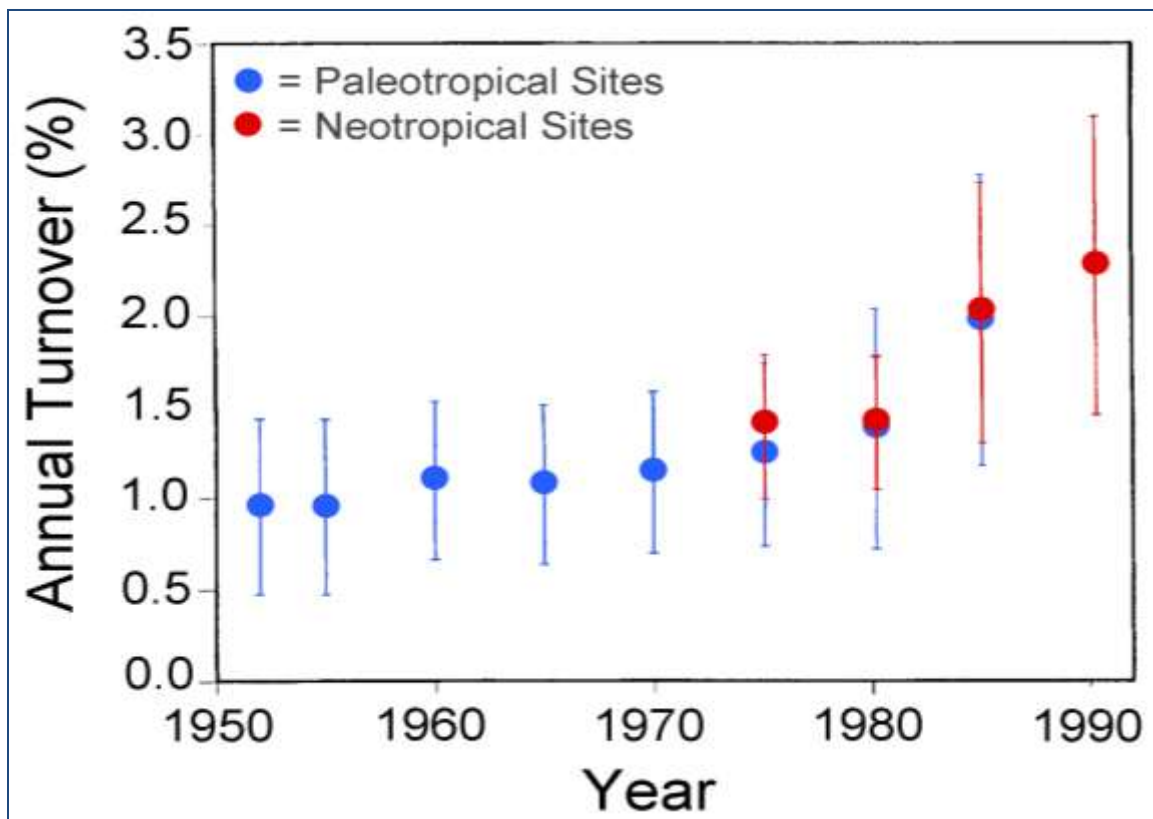 3.5
= Paleotropical Sites
= Neotropical Sites
3.0
2.5
2.0
1.5
1.0
0.5
0.0
Annual Turnover (%)
1950 1960 1970 1980 1990
Year